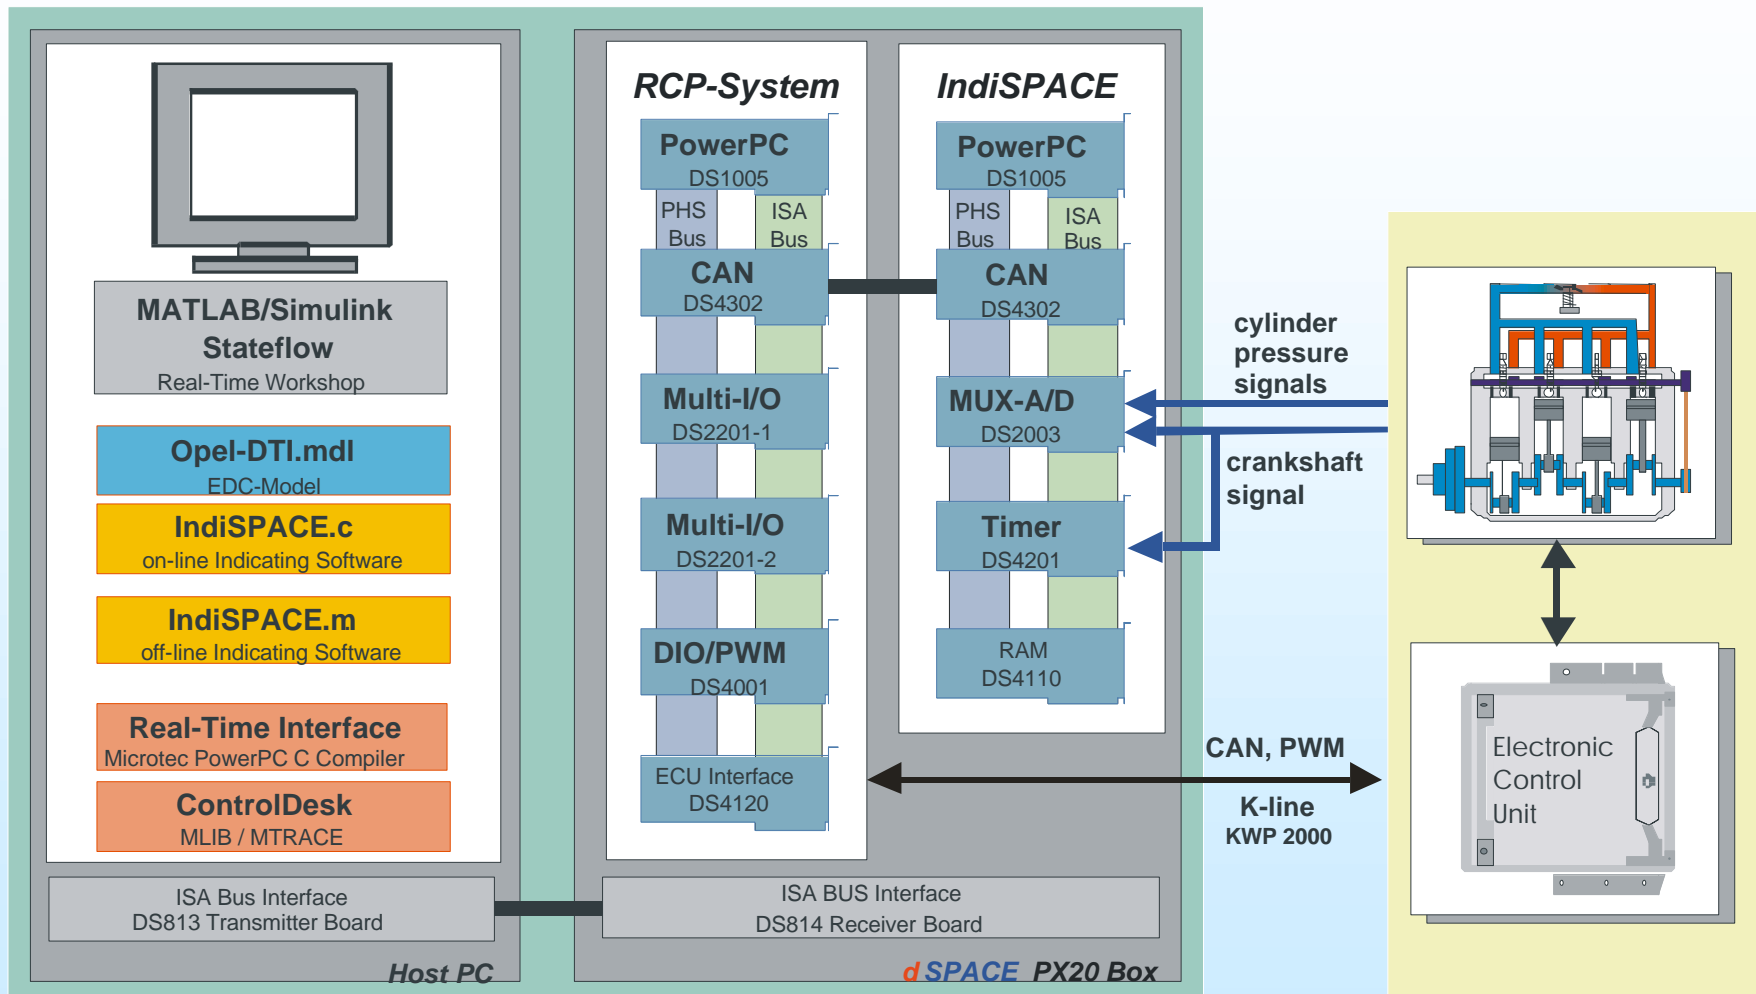 MATLAB/Simulink
Stateflow
Real-Time Workshop
Opel-DTI.mdl
EDC-Model
IndiSPACE.c
on-line Indicating Software
IndiSPACE.m
off-line Indicating Software
Real-Time Interface
Microtec PowerPC C Compiler
ControlDesk
MLIB / MTRACE
ISA Bus Interface
DS813 Transmitter Board
Host PC
RCP-System
PowerPC
DS1005
PHS
Bus
ISA
Bus
CAN
DS4302
Multi-I/O
DS2201-1
Multi-I/O
DS2201-2
DIO/PWM
DS4001
ECU Interface
DS4120
IndiSPACE
PowerPC
DS1005
PHS
Bus
ISA
Bus
CAN
DS4302
MUX-A/D
DS2003
Timer
DS4201
RAM
DS4110
ISA BUS Interface
DS814 Receiver Board
dSPACE PX20 Box
cylinder
pressure
signals
crankshaft
signal
CAN, PWM
K-line
KWP 2000
Electronic
Control
Unit